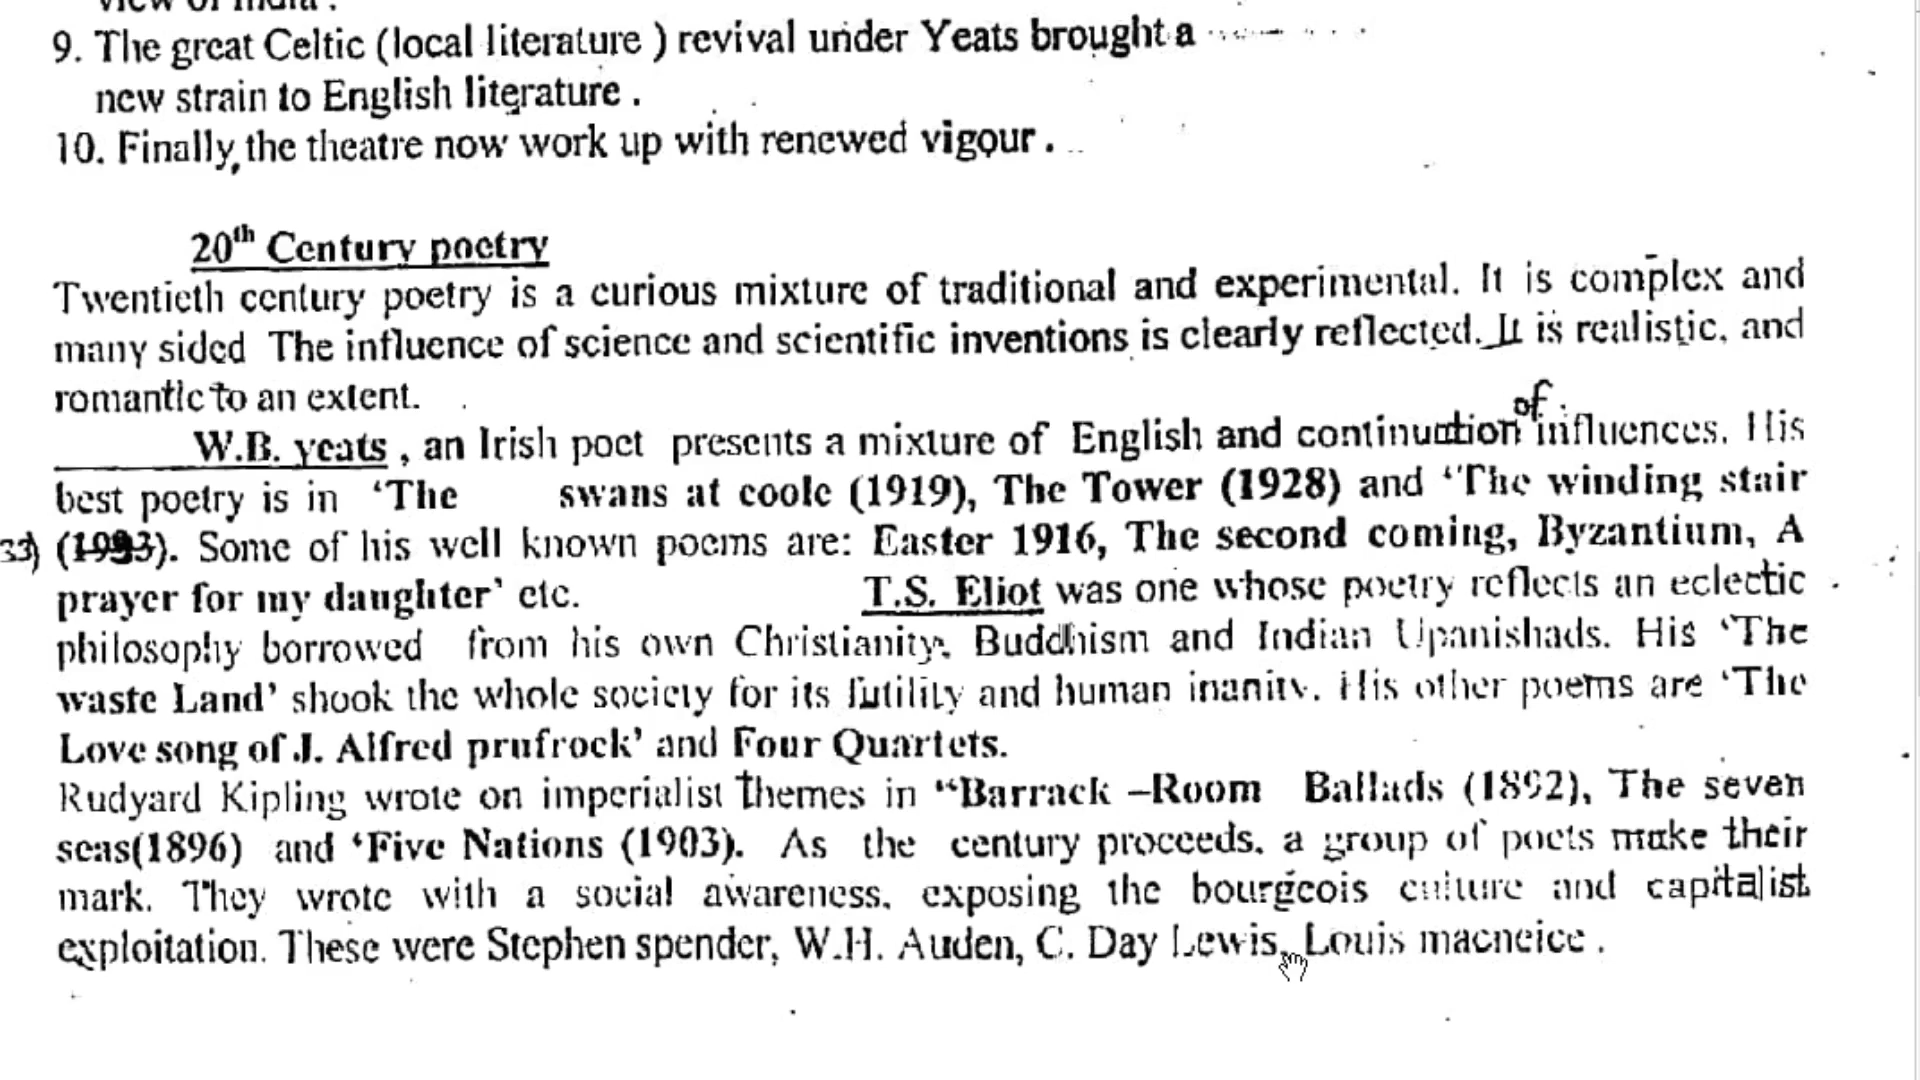 view of India .
9. The great Celtic (local literature ) revival under Yeats brought a
new strain to English literature .
10. Finally, the theatre now work up with renewed vigour .
20th Century poetry
Twentieth century poetry is a curious mixture of traditional and experimental. It is complex and
many sided The influence of science and scientific inventions is clearly reflected. It is realistic, and
romantic to an extent.
of
W.B. yeats , an Irish poet presents a mixture of English and continuation influences. His
best poetry is in ‘The swans at coole (1919), The Tower (1928) and ‘'The winding stair
33) (1993). Some of his well known poems are: Easter 1916, The second coming, Byzantium, A
prayer for my daughter’ etc. T.S. Eliot was one whose poetry reflects an eclectic
philosophy borrowed from his own Christianity, Buddhism and Indian Upanishads. His ‘The
waste Land’ shook the whole society for its futility and human inanity. His other poems are ‘The
Love song of J. Alfred prufrock’ and Four Quartets.
Rudyard Kipling wrote on imperialist themes in “Barrack –Room Ballads (1892), The seven
seas(1896) and ‘Five Nations (1903). As the century proceeds, a group of poets make their
mark. They wrote with a social awareness, exposing the bourgeois culture and capitalist
exploitation. These were Stephen spender, W.H. Auden, C. Day Lewis, Louis macneice .